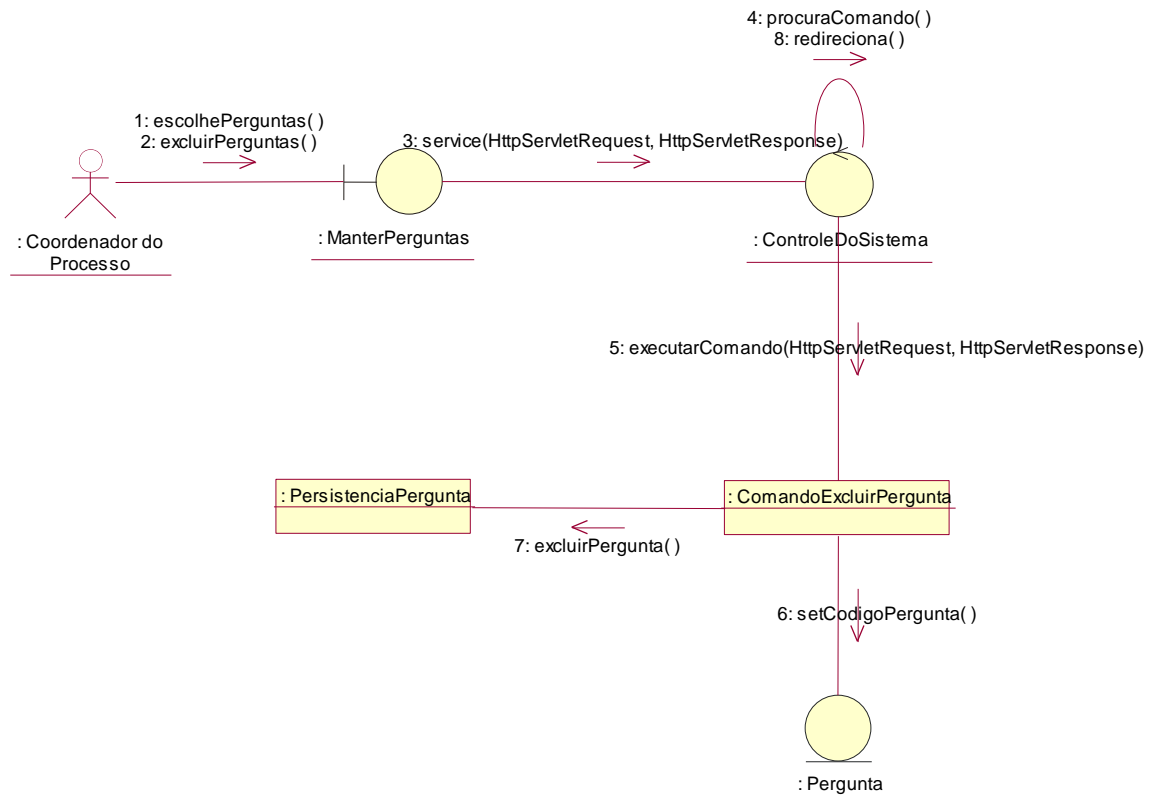 4: procuraComando( )
8: redireciona( )
1: escolhePerguntas( )
2: excluirPerguntas( )
3: service(HttpServletRequest, HttpServletResponse)
: Coordenador do
Processo
: ManterPerguntas
: ControleDoSistema
5: executarComando(HttpServletRequest, HttpServletResponse)
: PersistenciaPergunta
: ComandoExcluirPergunta
7: excluirPergunta( )
6: setCodigoPergunta( )
: Pergunta